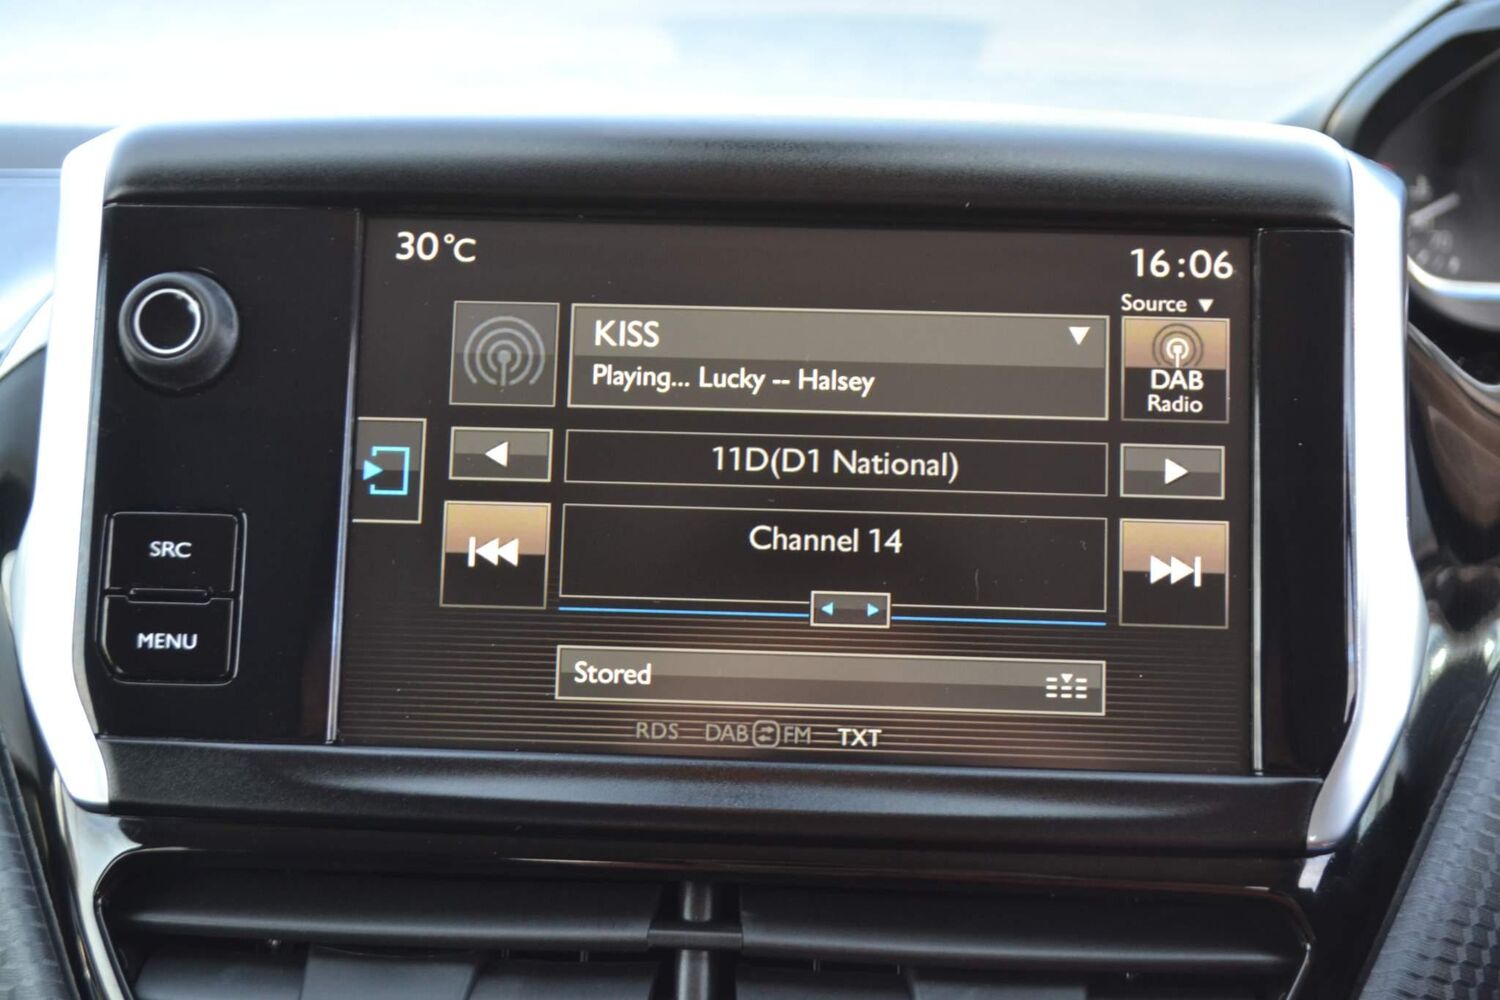 30°C
16:06
Source
KISS
Playing... Lucky -- Halsey
DAB
Radio
11D(D1 National)
SRC
Channel 14
MENU
Stored
RDS DAB FM TXT